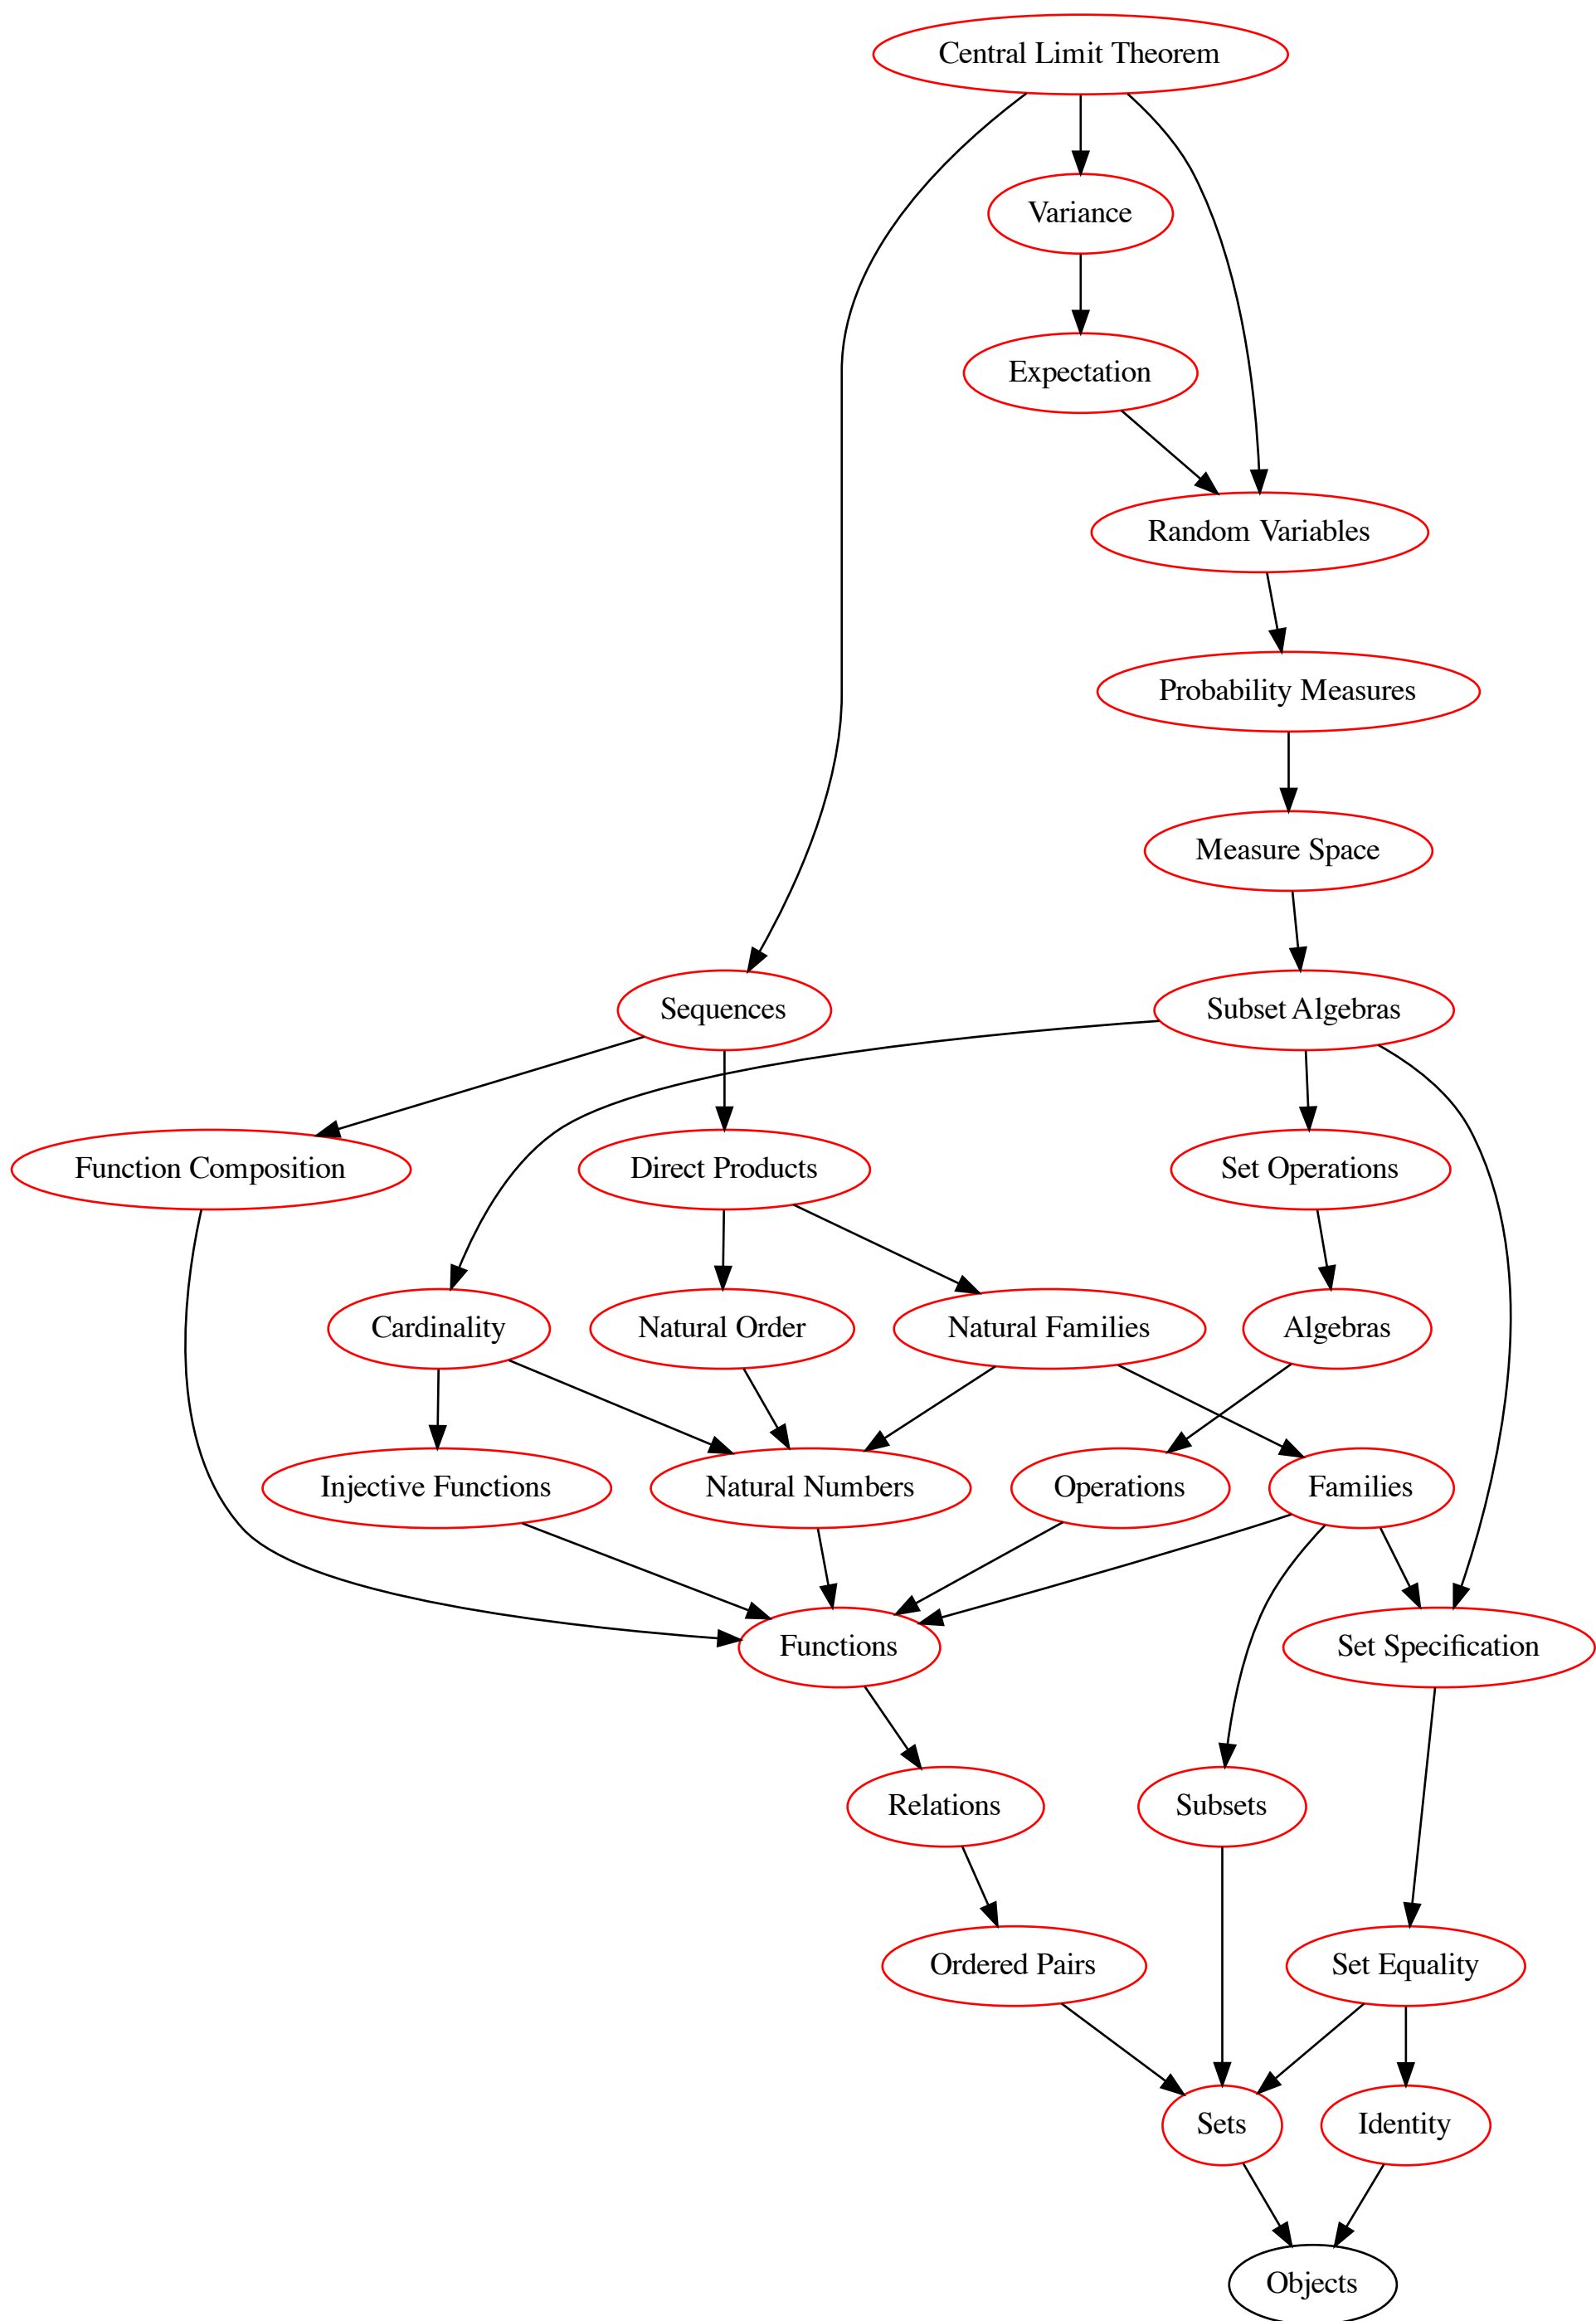 Central Limit Theorem
Variance
Expectation
Random Variables
Probability Measures
Measure Space
Sequences
Subset Algebras
Function Composition
Direct Products
Set Operations
Cardinality
Natural Order
Natural Families
Algebras
Injective Functions
Natural Numbers
Operations
Families
Functions
Set Specification
Relations
Subsets
Ordered Pairs
Set Equality
Sets
Identity
Objects